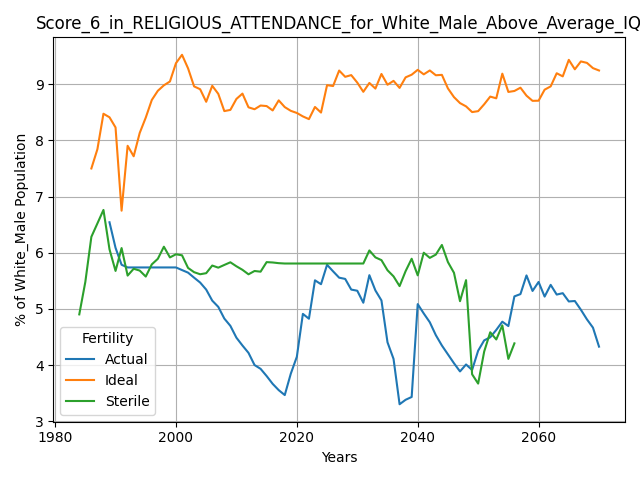 Score_6_in_RELIGIOUS_ATTENDANCE_for_White_Male_Above_Average_IQ
% of White_Male Population
9
8
7
6
5
4
3
Fertility
Actual
Ideal
Sterile
1980
2000
2020
2040
2060
Years